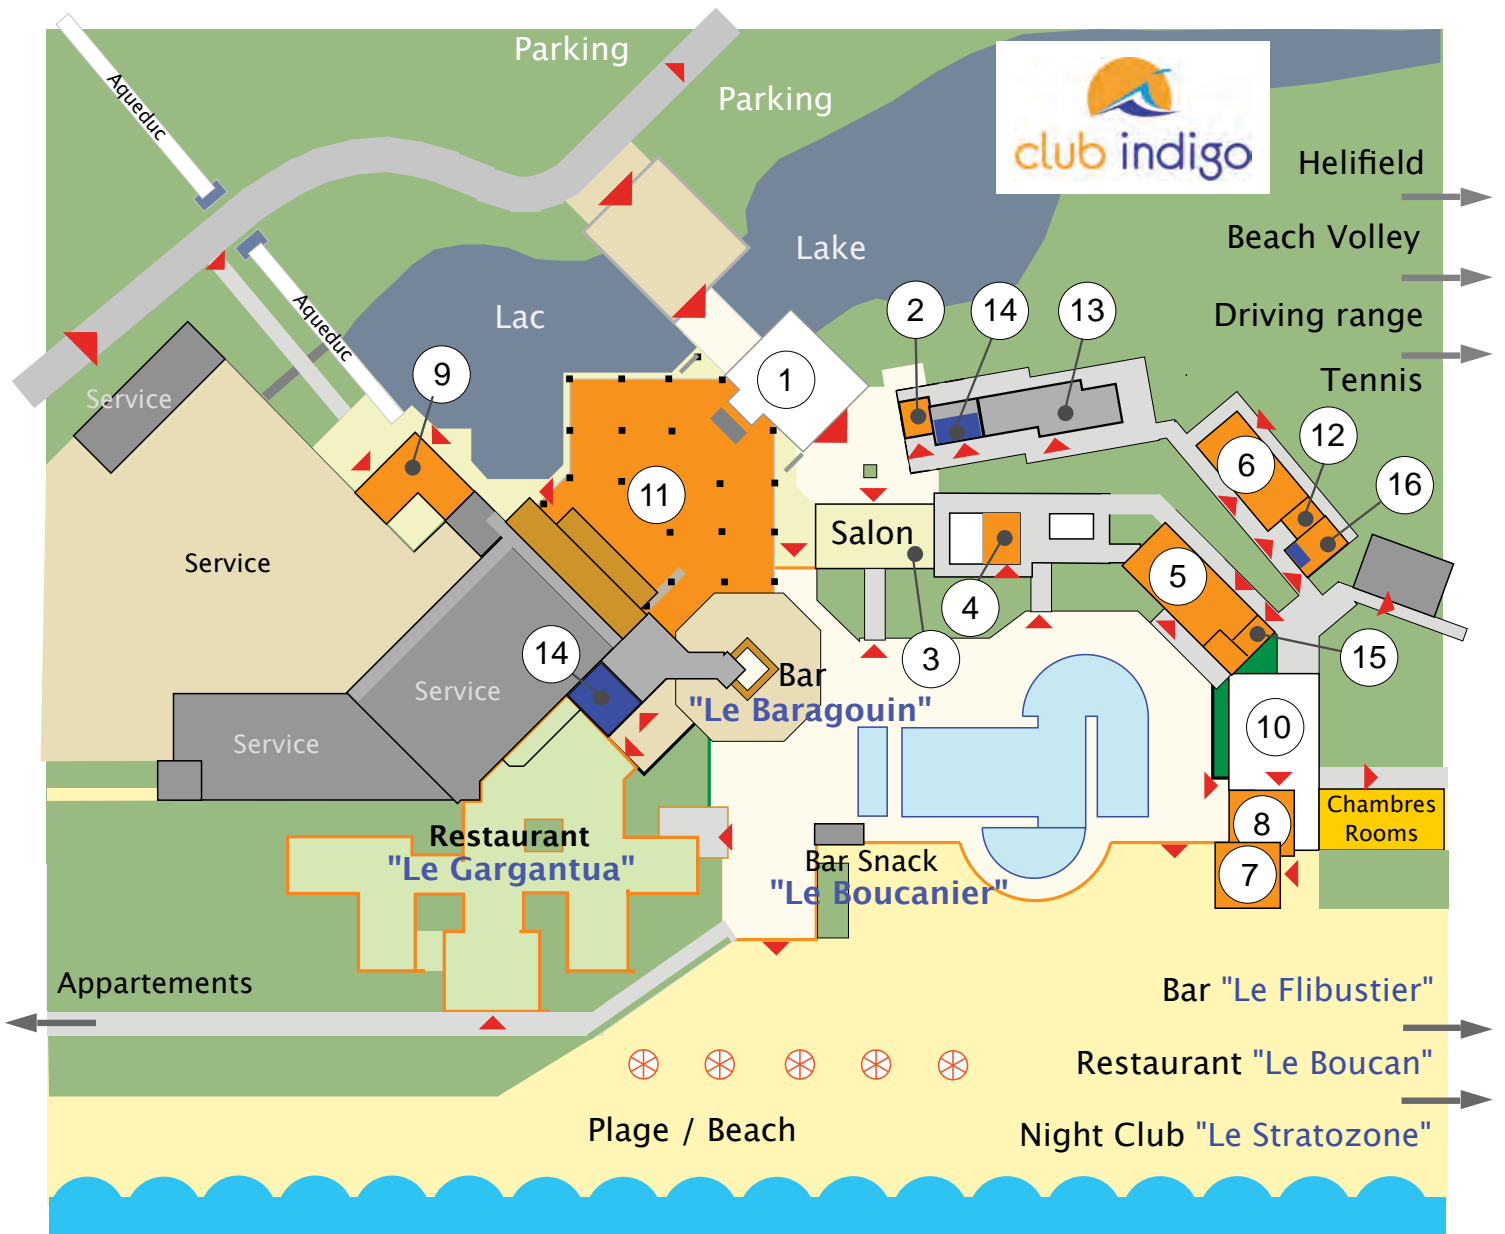 Parking
Parking
Aqueduc
club indigo
Helifield
Beach Volley
Driving range
Tennis
Lake
Lac
Aqueduc
Service
1
2
14
13
9
6
12
16
11
Salon
5
4
3
15
Service
14
Service
Service
Bar
"Le Baragouin"
10
8
7
Chambres
Rooms
Restaurant
"Le Gargantua"
Bar Snack
"Le Boucanier"
Appartements
Bar "Le Flibustier"
Restaurant "Le Boucan"
Night Club "Le Stratozone"
Plage / Beach